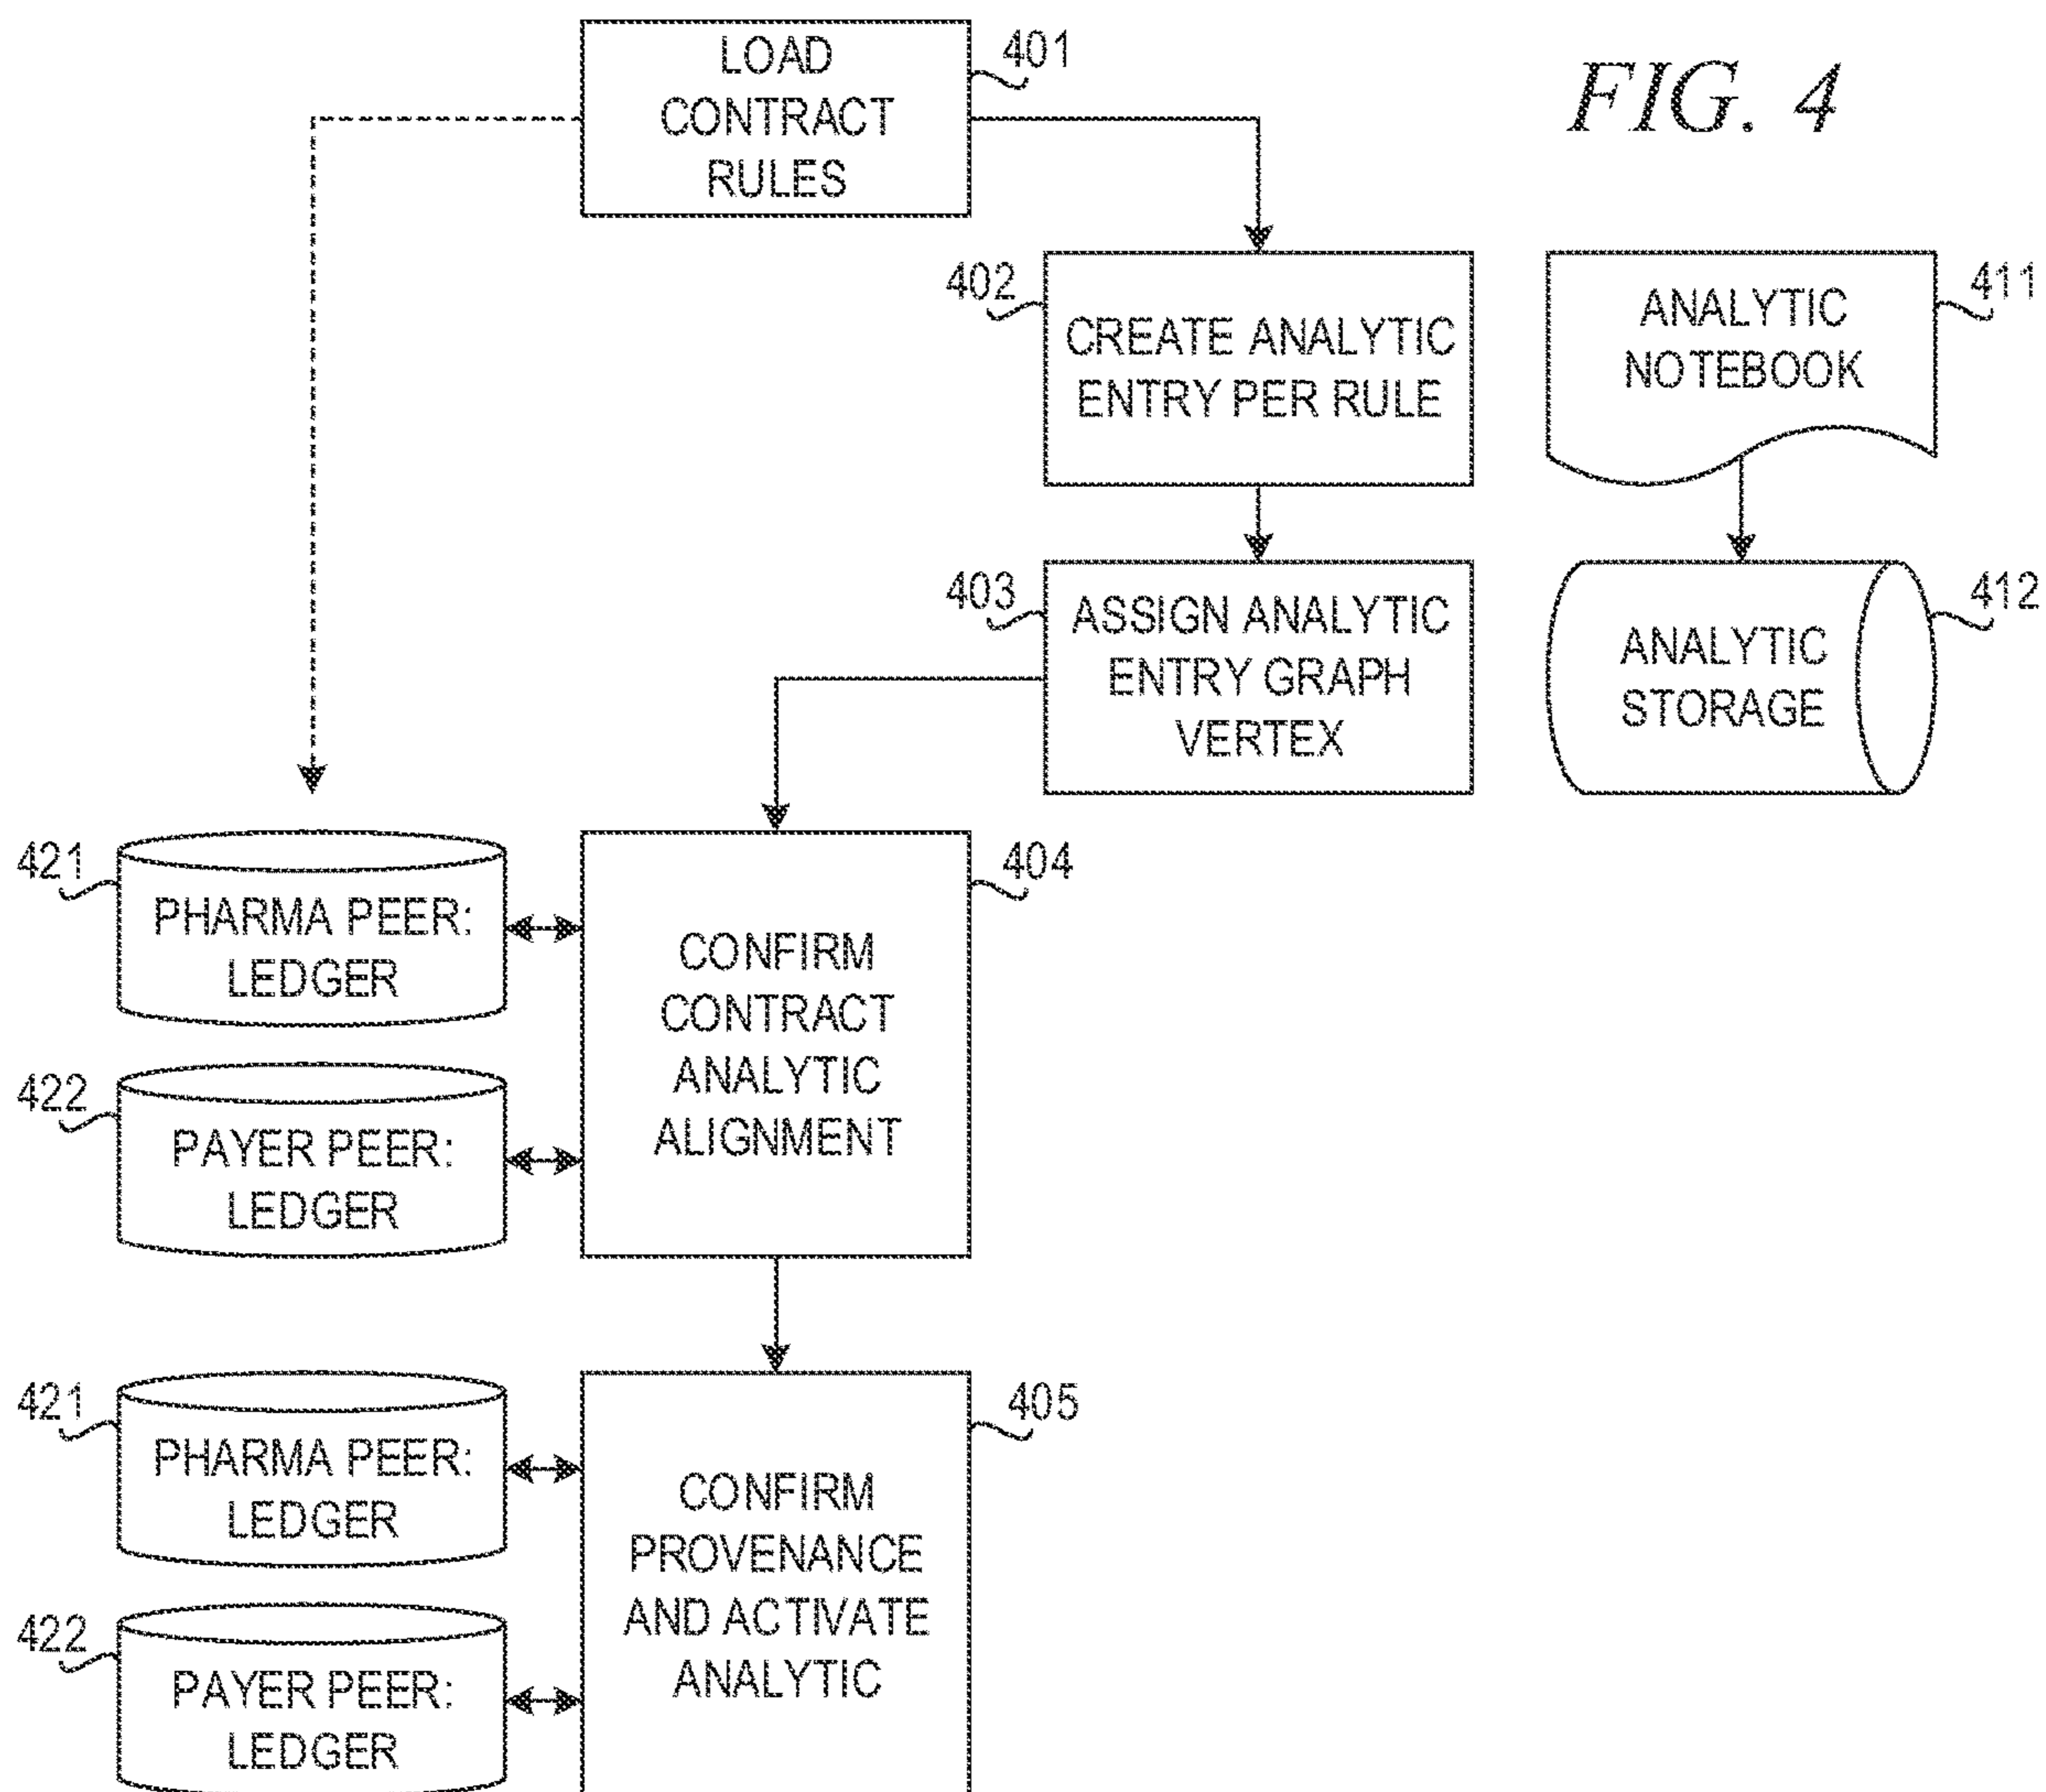 FIG. 4
LOAD
CONTRACT
RULES
401
402
CREATE ANALYTIC
ENTRY PER RULE
ANALYTIC
NOTEBOOK
411
403
ASSIGN ANALYTIC
ENTRY GRAPH
VERTEX
ANALYTIC
STORAGE
412
421
PHARMA PEER:
LEDGER
422
PAYER PEER:
LEDGER
CONFIRM
CONTRACT
ANALYTIC
ALIGNMENT
404
421
PHARMA PEER:
LEDGER
422
PAYER PEER:
LEDGER
CONFIRM
PROVENANCE
AND ACTIVATE
ANALYTIC
405